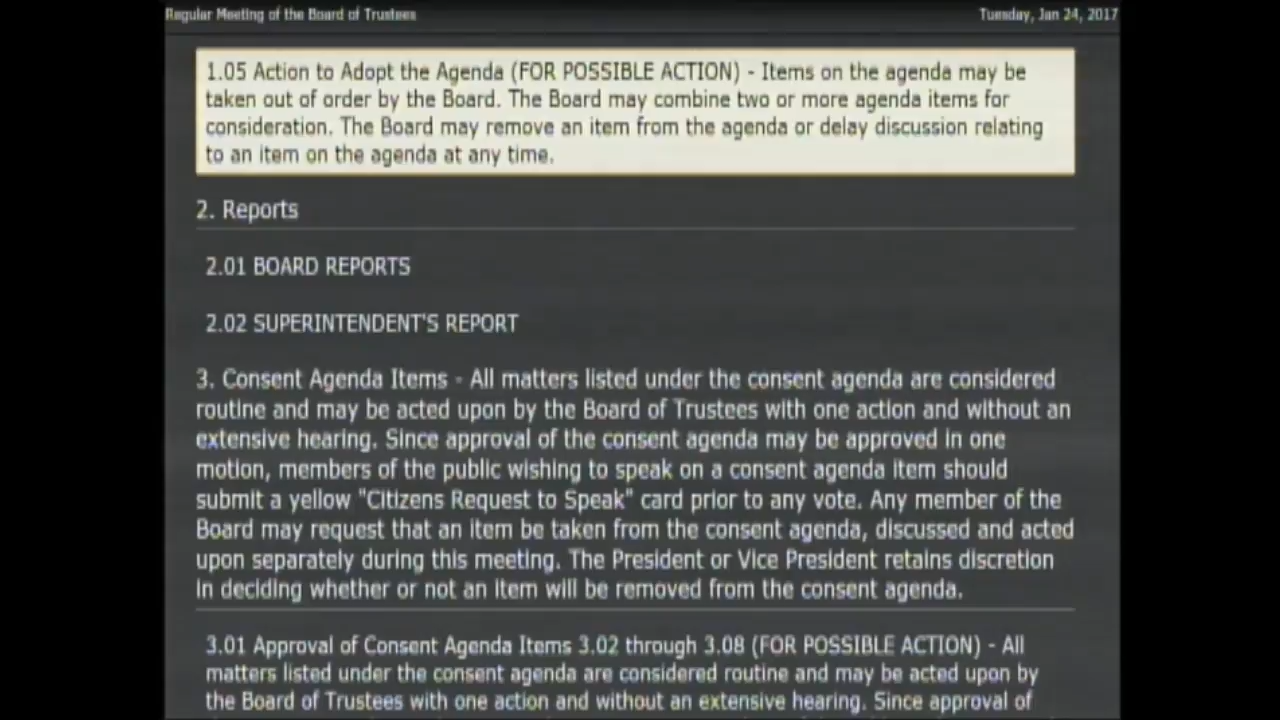 Regular Meeting of the Board of Trustees
Tuesday, Jan 24, 2017
1.05 Action to Adopt the Agenda (FOR POSSIBLE ACTION) - Items on the agenda may be
taken out of order by the Board. The Board may combine two or more agenda items for
consideration. The Board may remove an item from the agenda or delay discussion relating
to an item on the agenda at any time.
2. Reports
2.01 BOARD REPORTS
2.02 SUPERINTENDENT'S REPORT
3. Consent Agenda Items - All matters listed under the consent agenda are considered
routine and may be acted upon by the Board of Trustees with one action and without an
extensive hearing. Since approval of the consent agenda may be approved in one
motion, members of the public wishing to speak on a consent agenda item should
submit a yellow "Citizens Request to Speak" card prior to any vote. Any member of the
Board may request that an item be taken from the consent agenda, discussed and acted
upon separately during this meeting. The President or Vice President retains discretion
in deciding whether or not an item will be removed from the consent agenda.
3.01 Approval of Consent Agenda Items 3.02 through 3.08 (FOR POSSIBLE ACTION) - All
matters listed under the consent agenda are considered routine and may be acted upon by
the Board of Trustees with one action and without an extensive hearing. Since approval of